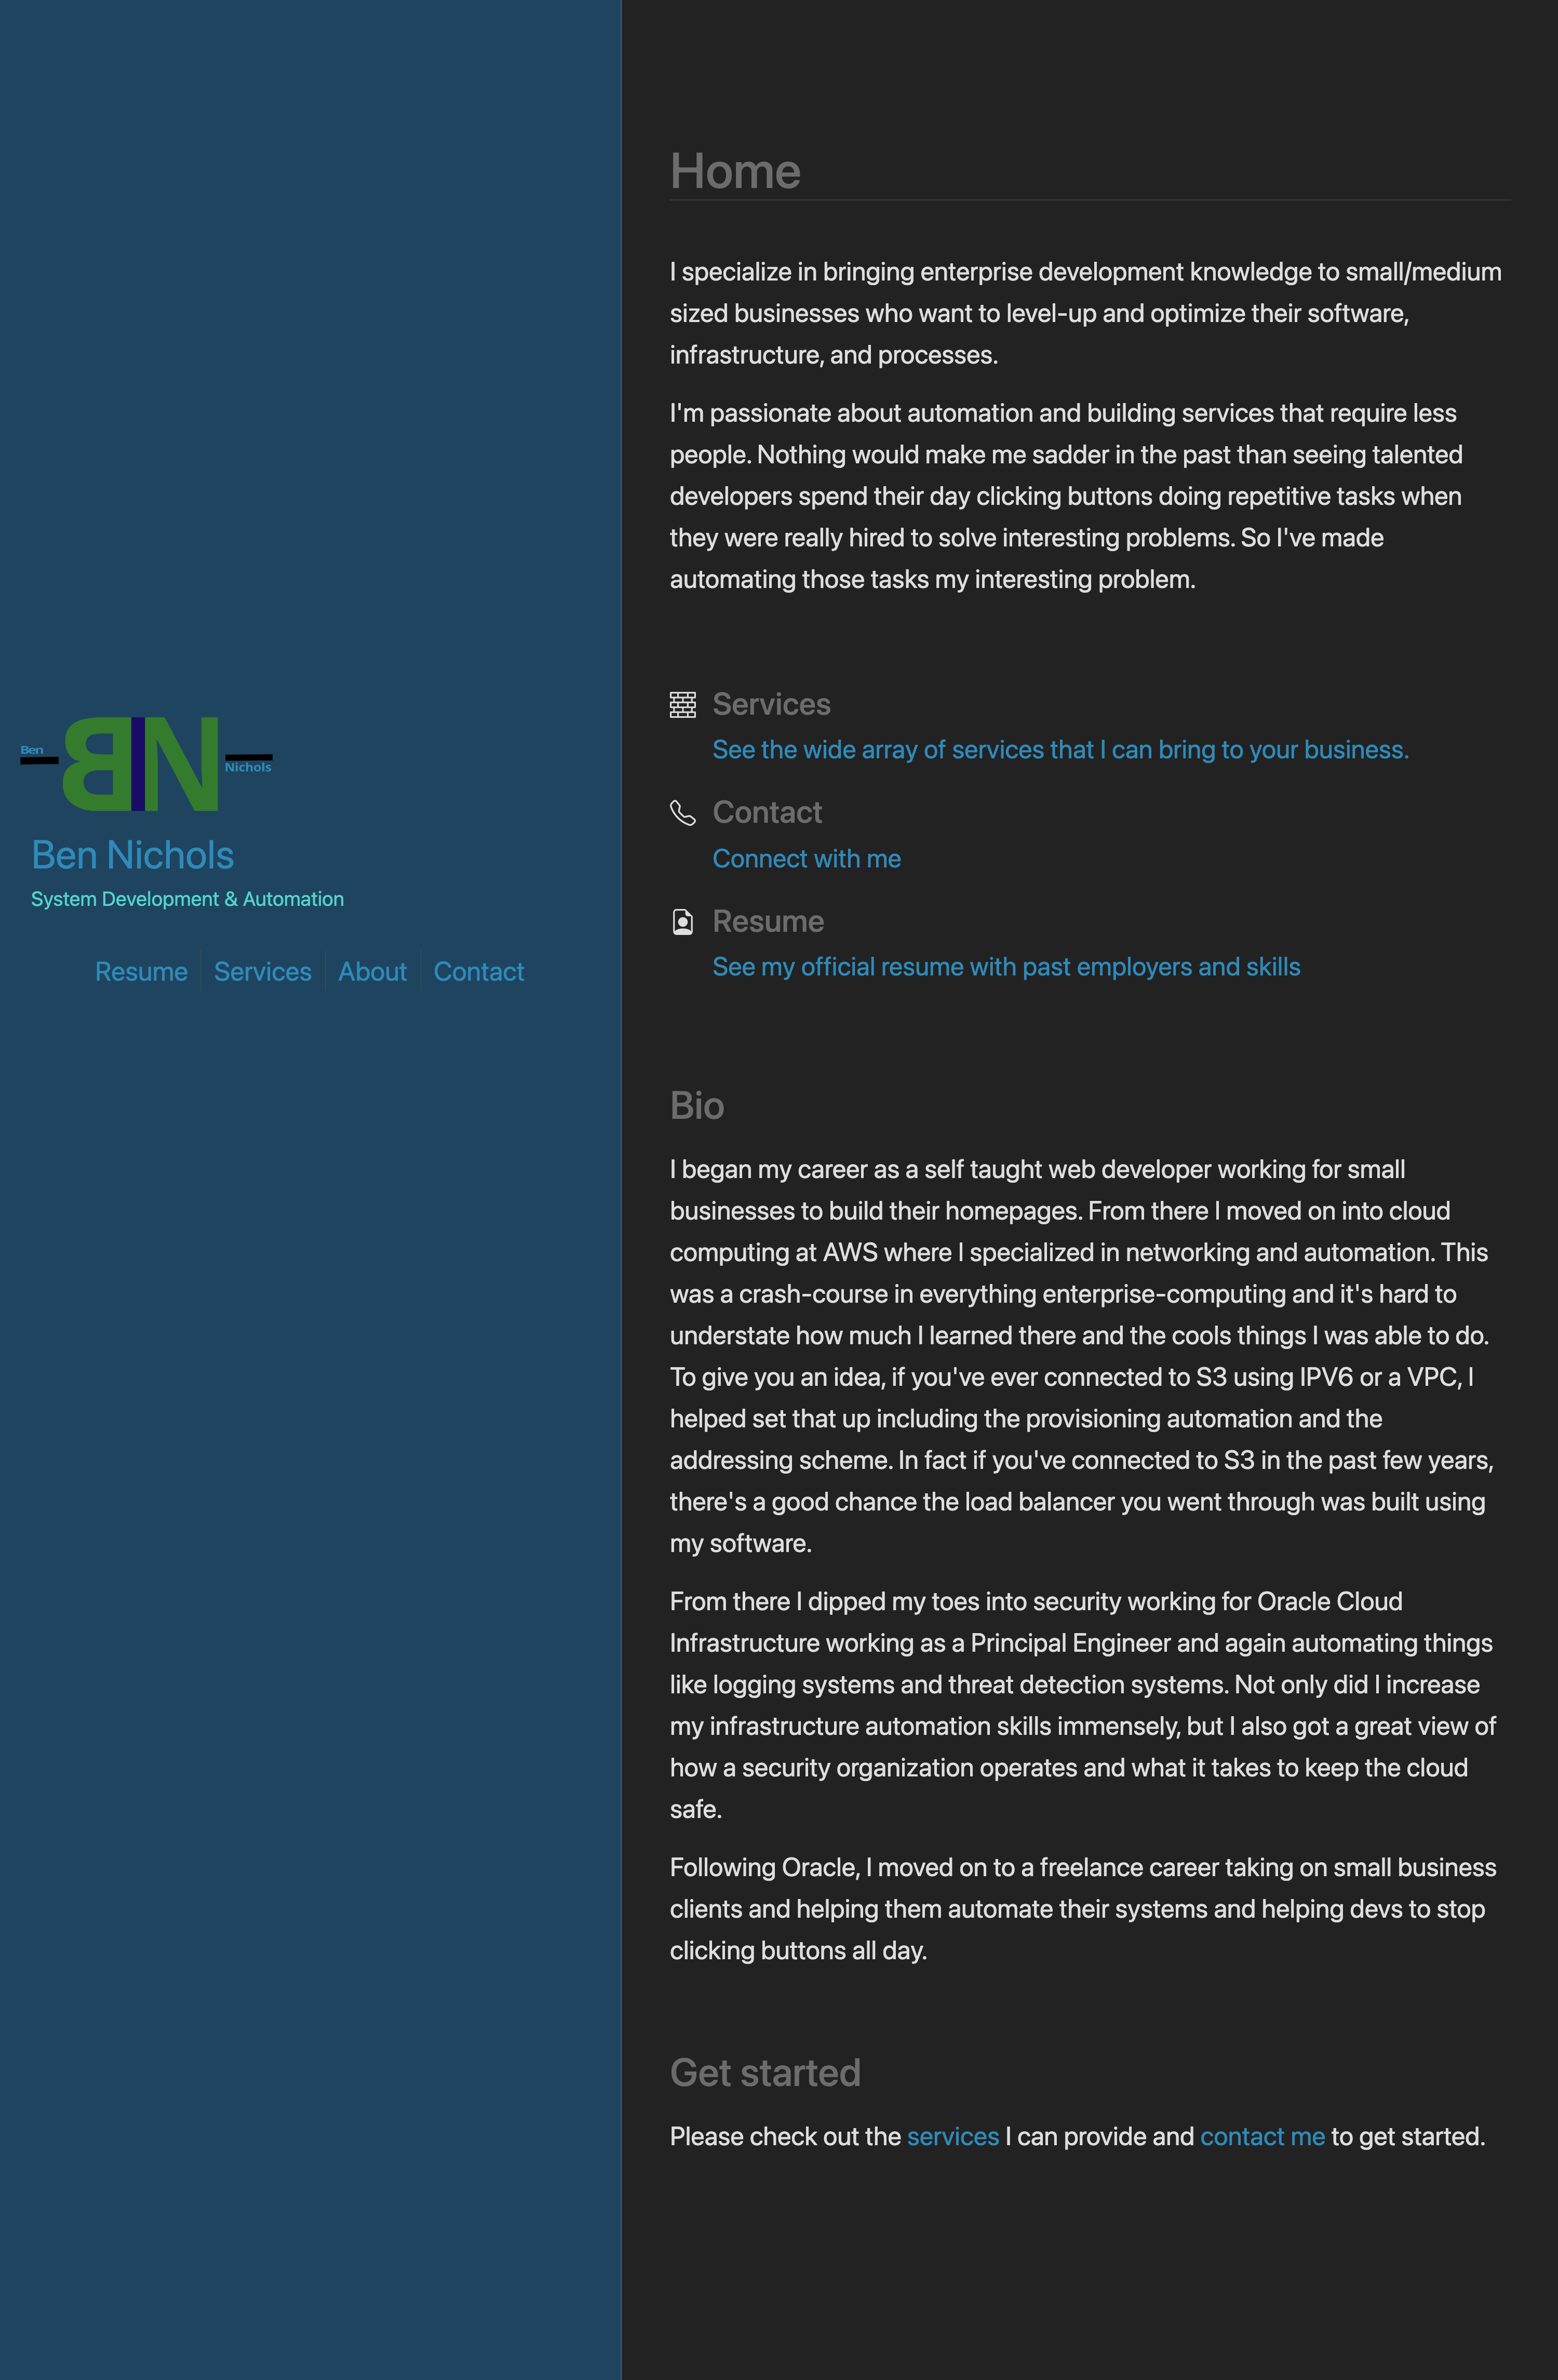 Ben
BN
Nichols
Ben Nichols
System Development & Automation
Resume
Services
About
Contact
Home
I specialize in bringing enterprise development knowledge to small/medium
sized businesses who want to level-up and optimize their software,
infrastructure, and processes.
I'm passionate about automation and building services that require less
people. Nothing would make me sadder in the past than seeing talented
developers spend their day clicking buttons doing repetitive tasks when
they were really hired to solve interesting problems. So I've made
automating those tasks my interesting problem.
Services
See the wide array of services that I can bring to your business.
Contact
Connect with me
Resume
See my official resume with past employers and skills
Bio
I began my career as a self taught web developer working for small
businesses to build their homepages. From there I moved on into cloud
computing at AWS where I specialized in networking and automation. This
was a crash-course in everything enterprise-computing and it's hard to
understate how much I learned there and the cools things I was able to do.
To give you an idea, if you've ever connected to S3 using IPV6 or a VPC, I
helped set that up including the provisioning automation and the
addressing scheme. In fact if you've connected to S3 in the past few years,
there's a good chance the load balancer you went through was built using
my software.
From there I dipped my toes into security working for Oracle Cloud
Infrastructure working as a Principal Engineer and again automating things
like logging systems and threat detection systems. Not only did I increase
my infrastructure automation skills immensely, but I also got a great view of
how a security organization operates and what it takes to keep the cloud
safe.
Following Oracle, I moved on to a freelance career taking on small business
clients and helping them automate their systems and helping devs to stop
clicking buttons all day.
Get started
Please check out the services I can provide and contact me to get started.